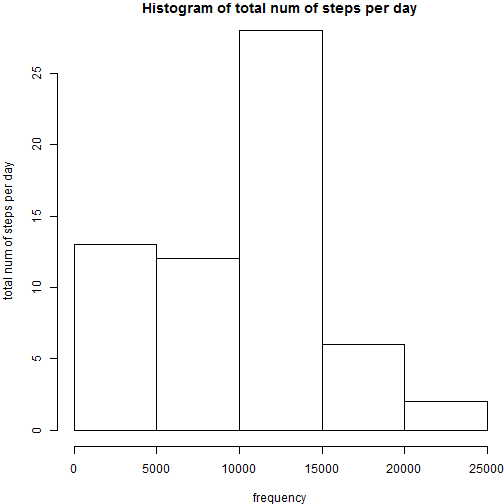 Histogram of total num of steps per day
total num of steps per day
25
20
15
10
5
0
0 5000 10000 15000 20000 25000
frequency